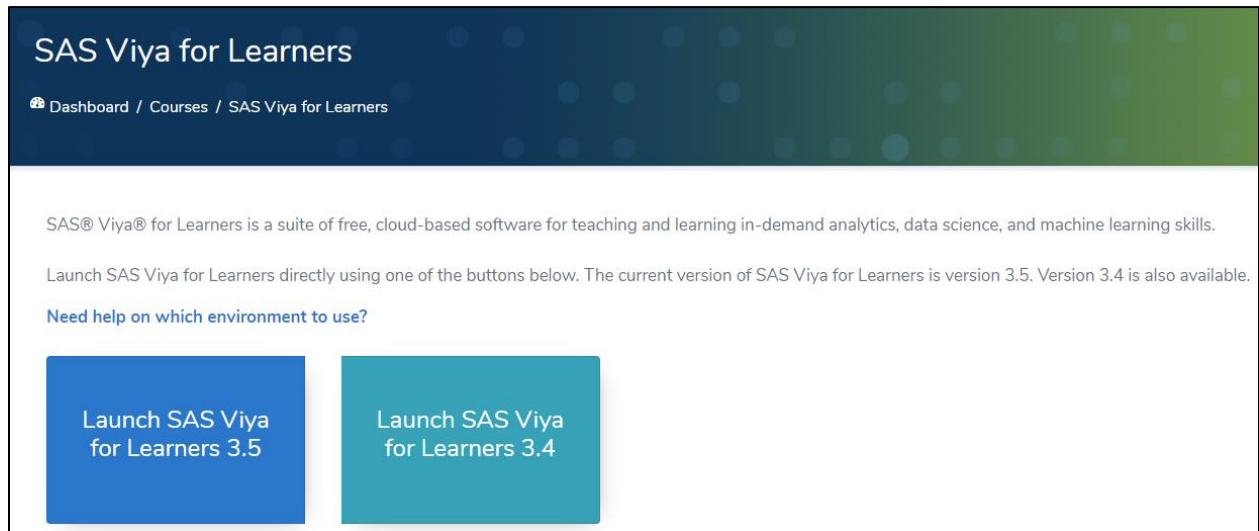 SAS Viya for Learners
Dashboard / Courses / SAS Viya for Learners
SAS® Viya® for Learners is a suite of free, cloud-based software for teaching and learning in-demand analytics, data science, and machine learning skills.
Launch SAS Viya for Learners directly using one of the buttons below. The current version of SAS Viya for Learners is version 3.5. Version 3.4 is also available.
Need help on which environment to use?
Launch SAS Viya
for Learners 3.5
Launch SAS Viya
for Learners 3.4